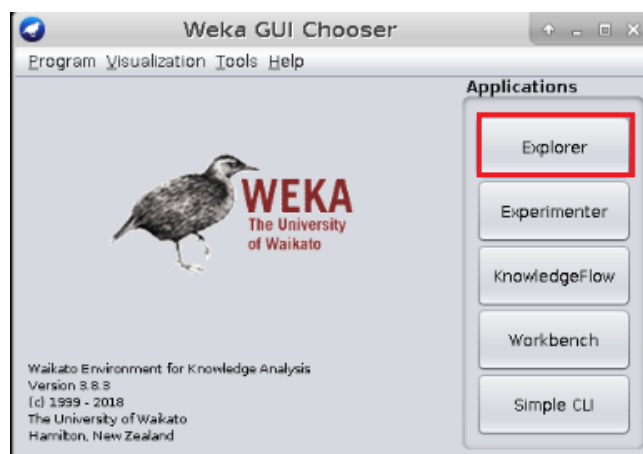 Weka GUI Chooser
Program Visualization Tools Help
Applications
Explorer
Experimenter
KnowledgeFlow
Workbench
Simple CLI
WEKA
The University
of Waikato
Waikato Environment for Knowledge Analysis
Version 3.8.3
(c) 1999 - 2018
The University of Waikato
Hamilton, New Zealand